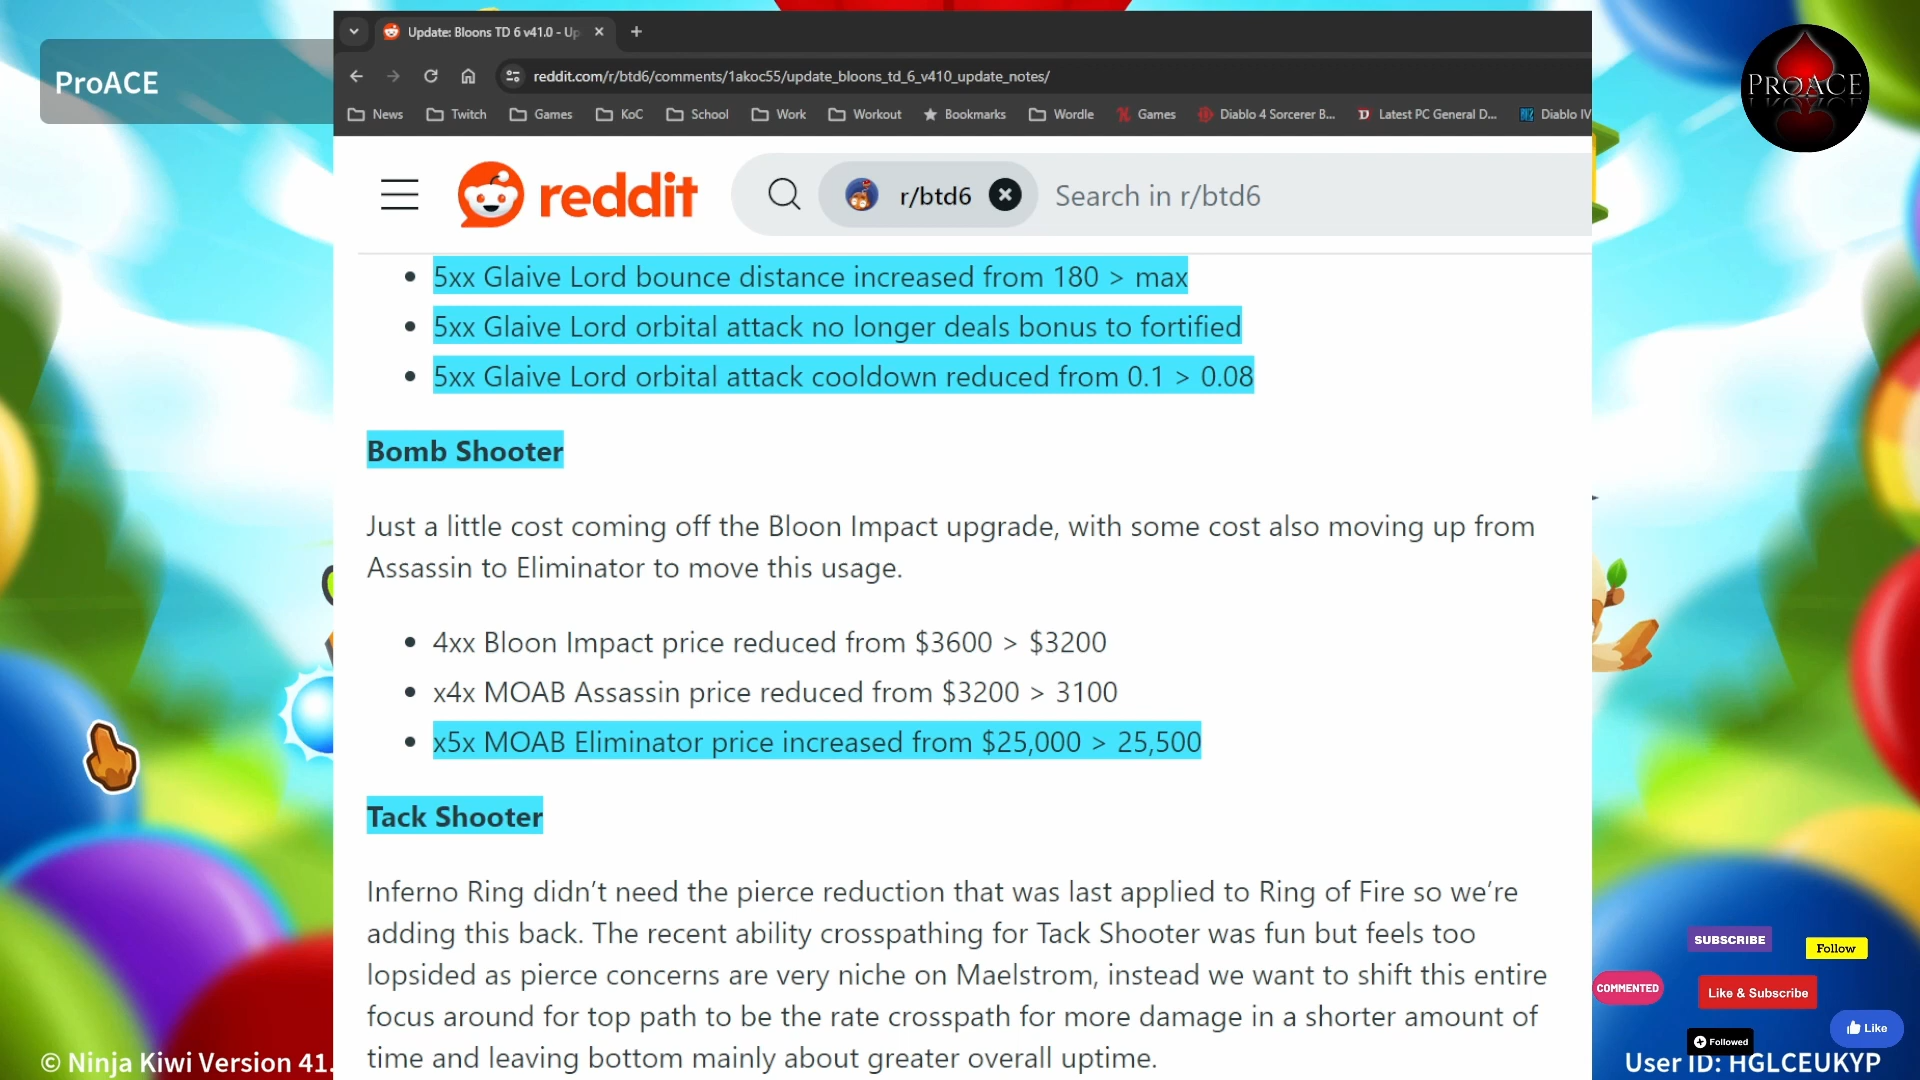 Update: Bloons TD 6 v41.0 - Up
ProACE
reddit.com/r/btd6/comments/1akoc55/update_bloons_td_6_v410_update_notes/
PROACE
News Twitch Games KoC School Work Workout Bookmarks Wordle Games Diablo 4 Sorcerer B... Latest PC General D... Diablo IV
reddit r/btd6 Search in r/btd6
• 5xx Glaive Lord bounce distance increased from 180 > max
• 5xx Glaive Lord orbital attack no longer deals bonus to fortified
• 5xx Glaive Lord orbital attack cooldown reduced from 0.1 > 0.08
Bomb Shooter
Just a little cost coming off the Bloon Impact upgrade, with some cost also moving up from
Assassin to Eliminator to move this usage.
• 4xx Bloon Impact price reduced from $3600 > $3200
• x4x MOAB Assassin price reduced from $3200 > 3100
• x5x MOAB Eliminator price increased from $25,000 > 25,500
Tack Shooter
Inferno Ring didn't need the pierce reduction that was last applied to Ring of Fire so we're
adding this back. The recent ability crosspathing for Tack Shooter was fun but feels too
lopsided as pierce concerns are very niche on Maelstrom, instead we want to shift this entire
focus around for top path to be the rate crosspath for more damage in a shorter amount of
time and leaving bottom mainly about greater overall uptime.
SUBSCRIBE
Follow
COMMENTED
Like & Subscribe
Like
Followed
© Ninja Kiwi Version 41.
User ID: HGLCEUKYP